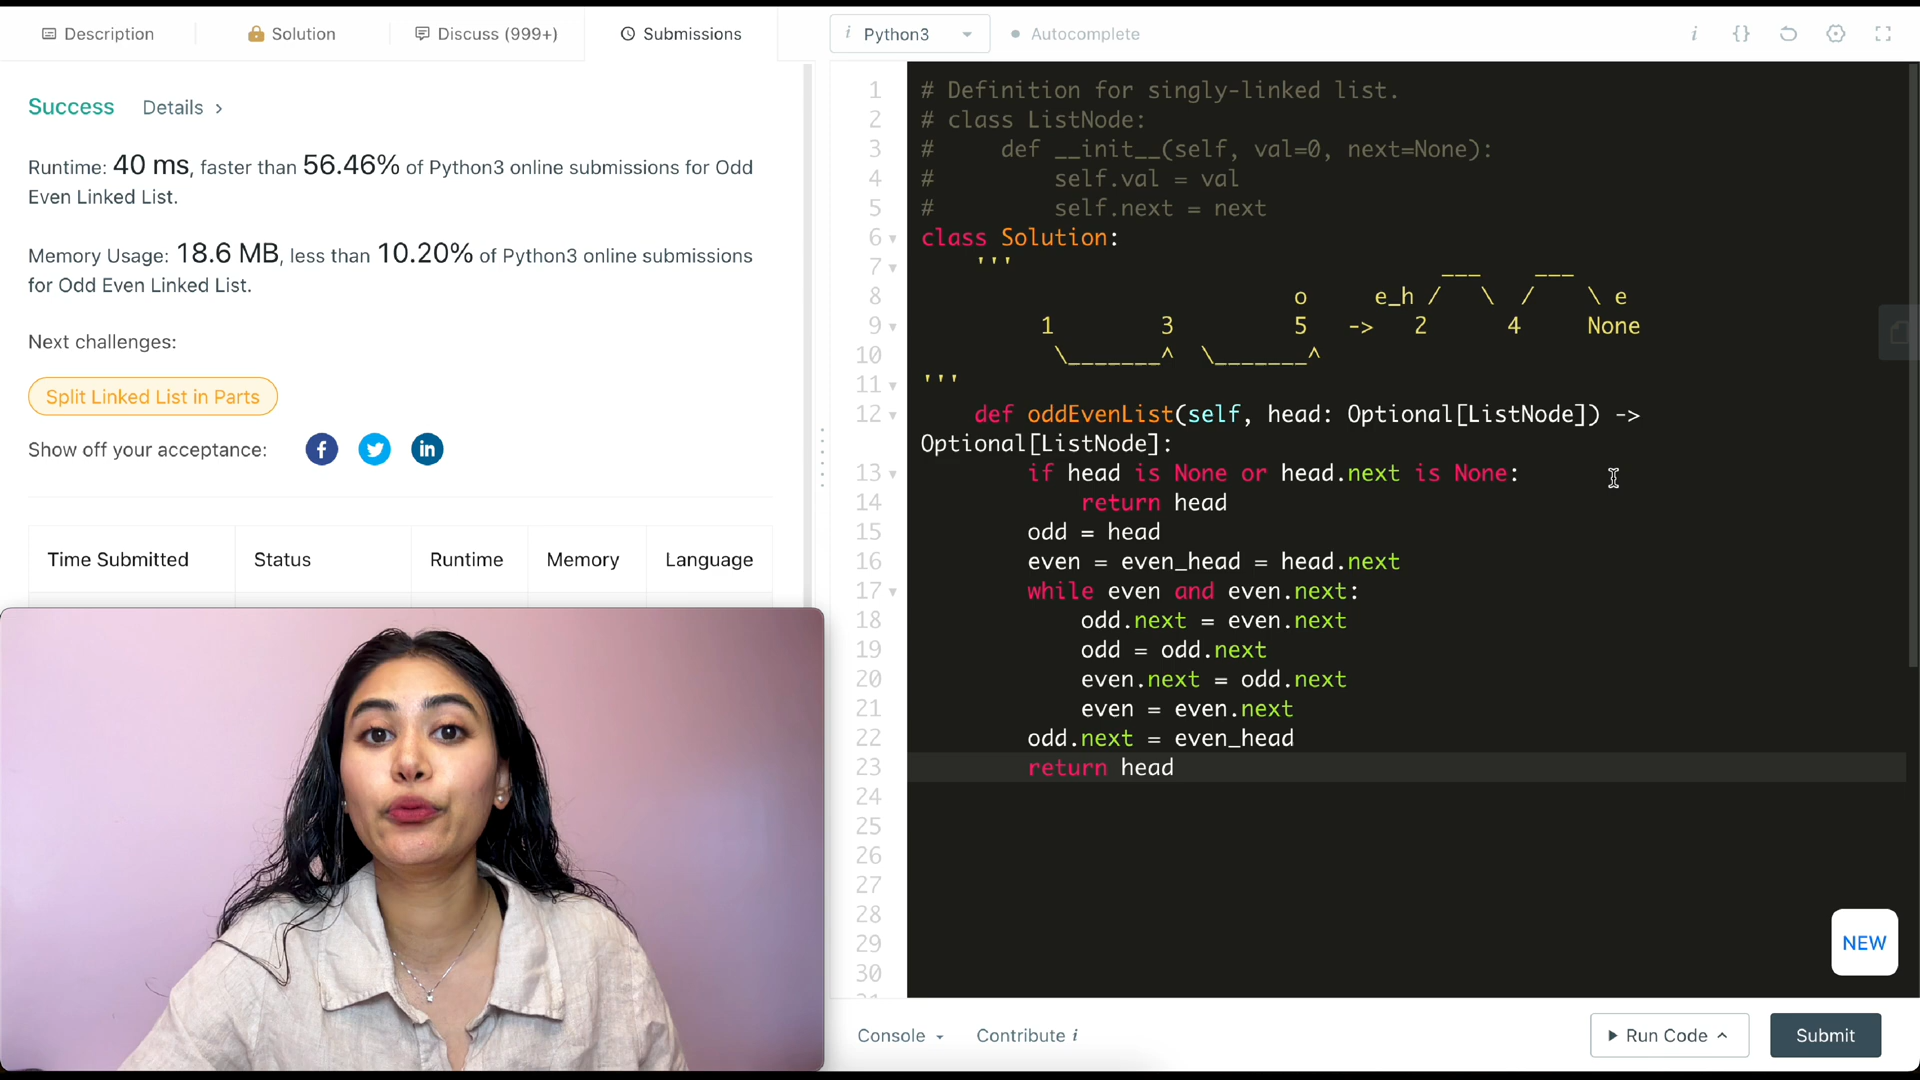 Description
Solution
Discuss (999+)
Submissions
i Python3
Autocomplete
i {}
Success Details >
Runtime: 40 ms, faster than 56.46% of Python3 online submissions for Odd
Even Linked List.
Memory Usage: 18.6 MB, less than 10.20% of Python3 online submissions
for Odd Even Linked List.
Next challenges:
Split Linked List in Parts
Show off your acceptance: f in
Time Submitted Status Runtime Memory Language
1 # Definition for singly-linked list.
2 # class ListNode:
3 #     def __init__(self, val=0, next=None):
4 #         self.val = val
5 #         self.next = next
6 class Solution:
7     '''                                ___    ___
8                             o     e_h /   \  /    \ e
9         1        3         5   ->   2      4     None
10          \_______^  \_______^
11 '''
12     def oddEvenList(self, head: Optional[ListNode]) ->
Optional[ListNode]:
13         if head is None or head.next is None:
14             return head
15         odd = head
16         even = even_head = head.next
17         while even and even.next:
18             odd.next = even.next
19             odd = odd.next
20             even.next = odd.next
21             even = even.next
22         odd.next = even_head
23         return head
24
25
26
27
28
29
30
NEW
Console
Contribute i
Run Code
Submit